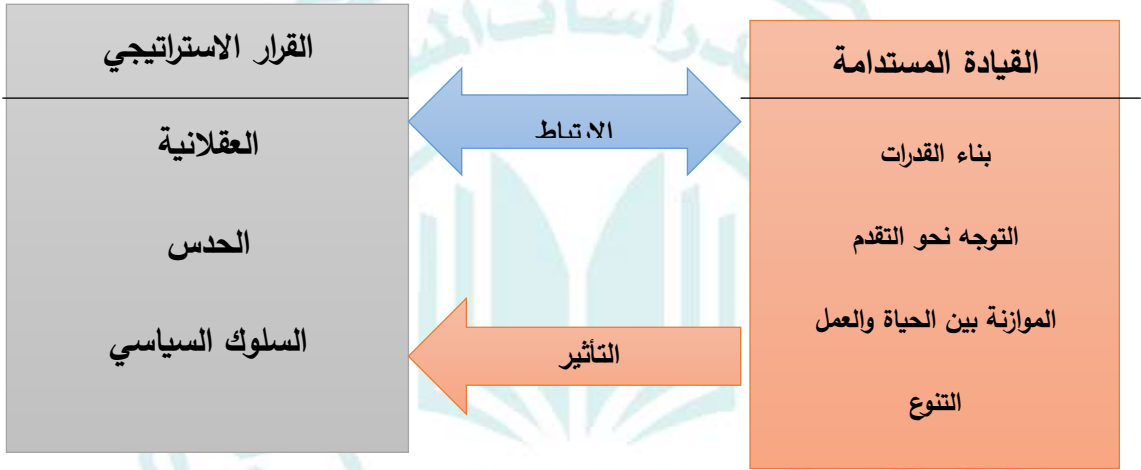 القيادة المستدامة
بناء القدرات
التوجه نحو التقدم
الموازنة بين الحياة والعمل
التنوع
الارتباط
التأثير
القرار الاستراتيجي
العقلانية
الحدس
السلوك السياسي